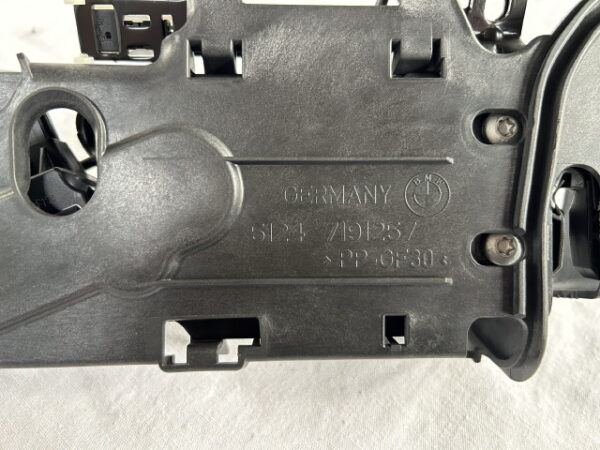 GERMANY BMW
5124 7191257
>PP-GF30<